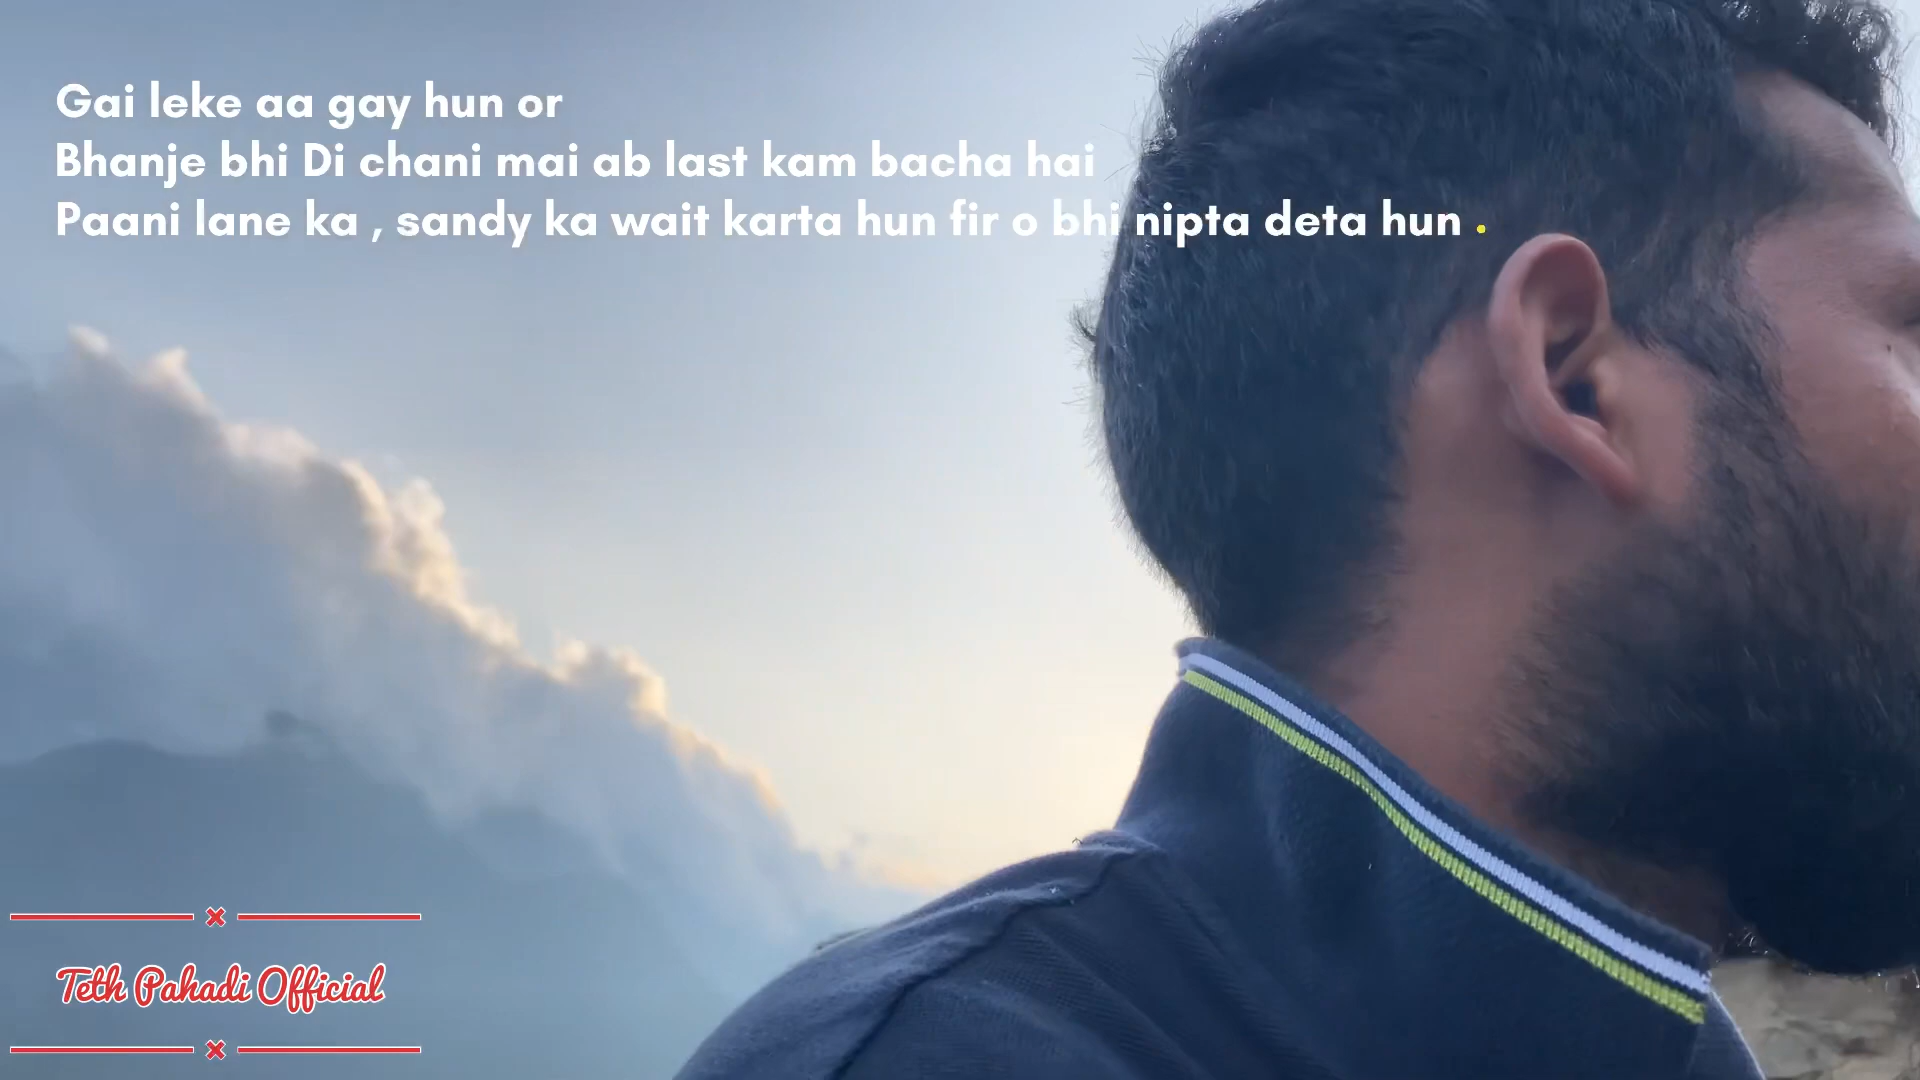 Gai leke aa gay hun or
Bhanje bhi Di chani mai ab last kam bacha hai
Paani lane ka , sandy ka wait karta hun fir o bhi nipta deta hun .
Teth Pahadi Official